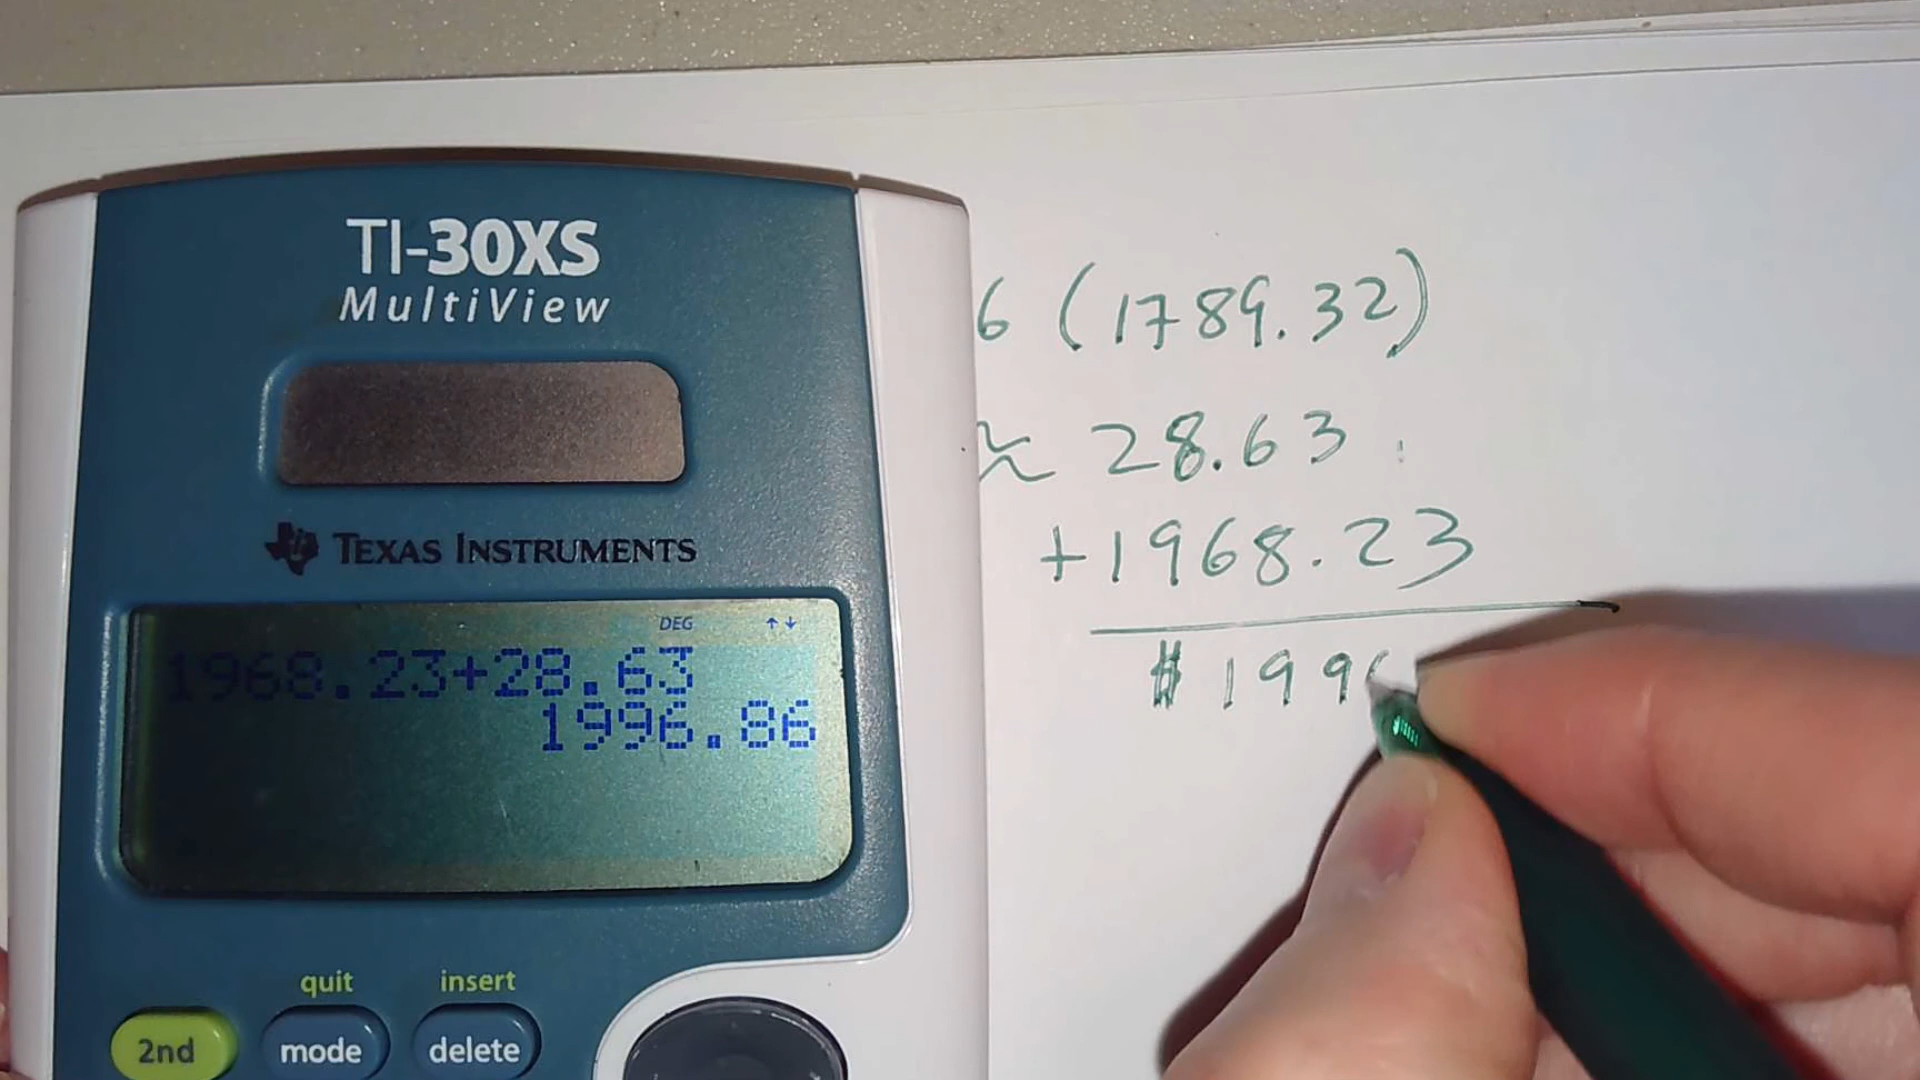 TI-30XS
MultiView
TEXAS INSTRUMENTS
DEG ↑↓
1968.23+28.63
1996.86
quit insert
2nd mode delete
6 (1789.32)
≈ 28.63
+1968.23
$ 199